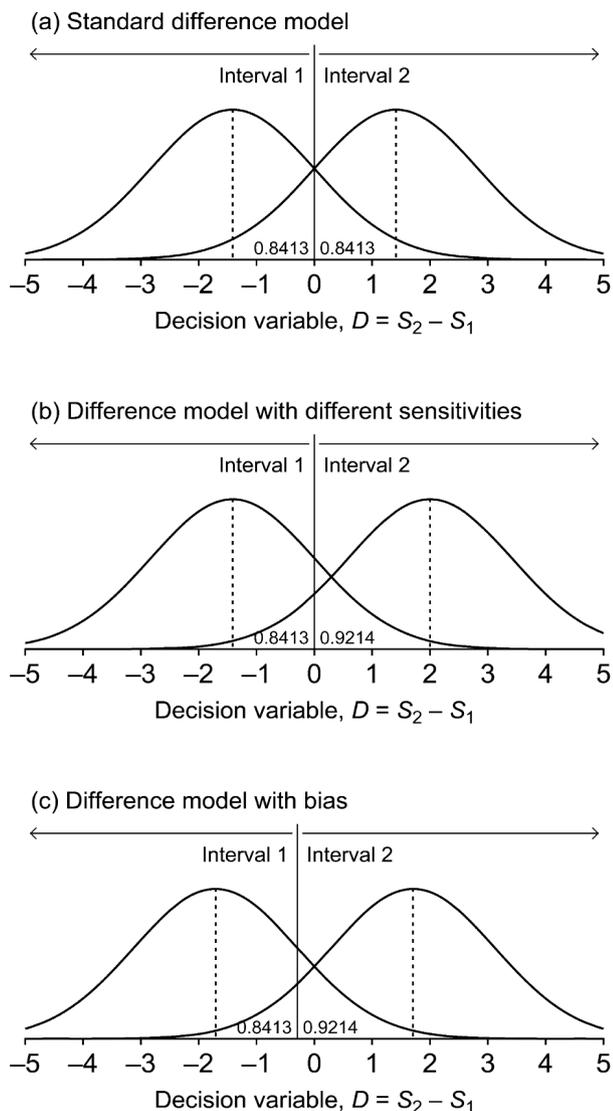 (a) Standard difference model
Interval 1 Interval 2
0.8413 0.8413
–5 –4 –3 –2 –1 0 1 2 3 4 5
Decision variable, D = S₂ – S₁
(b) Difference model with different sensitivities
Interval 1 Interval 2
0.8413 0.9214
–5 –4 –3 –2 –1 0 1 2 3 4 5
Decision variable, D = S₂ – S₁
(c) Difference model with bias
Interval 1 Interval 2
0.8413 0.9214
–5 –4 –3 –2 –1 0 1 2 3 4 5
Decision variable, D = S₂ – S₁